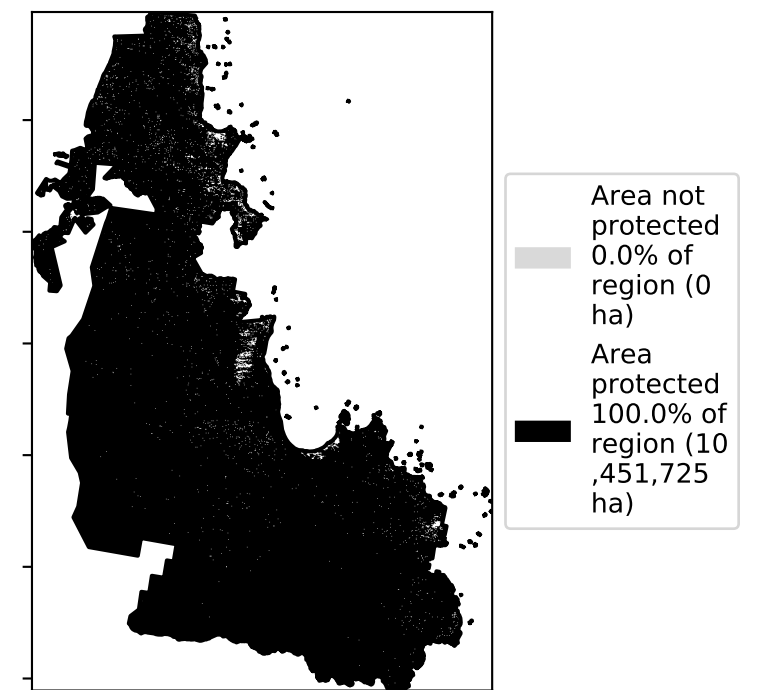 Area not
protected
0.0% of
region (0
ha)
Area
protected
100.0% of
region (10
,451,725
ha)